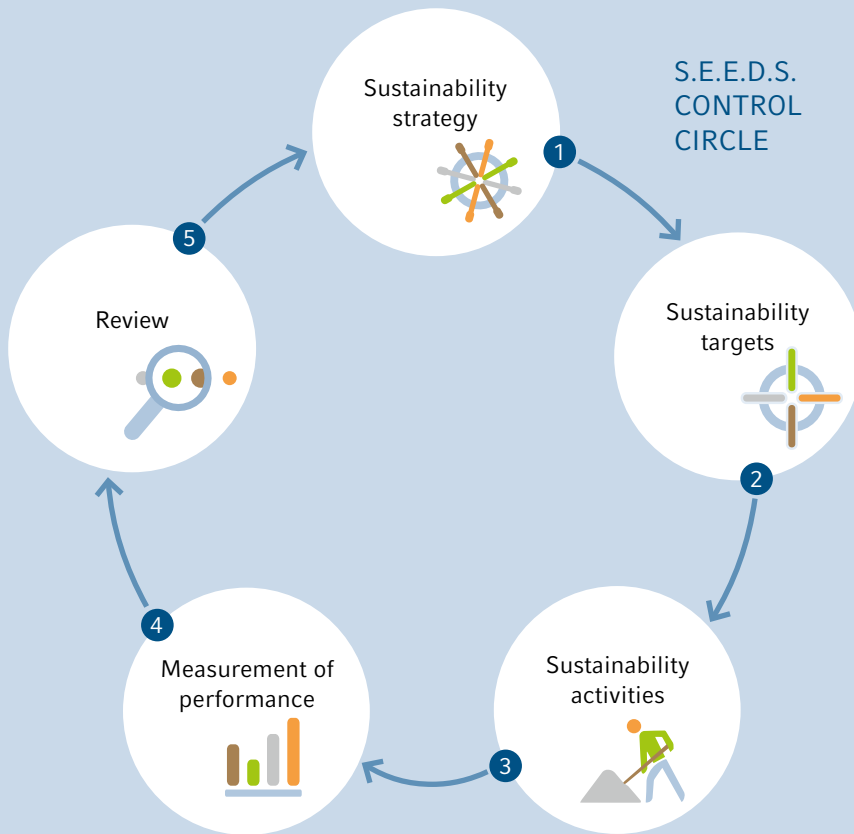 S.E.E.D.S.
CONTROL
CIRCLE
Sustainability
strategy
1
Sustainability
targets
2
Sustainability
activities
3
Measurement of
performance
4
Review
5